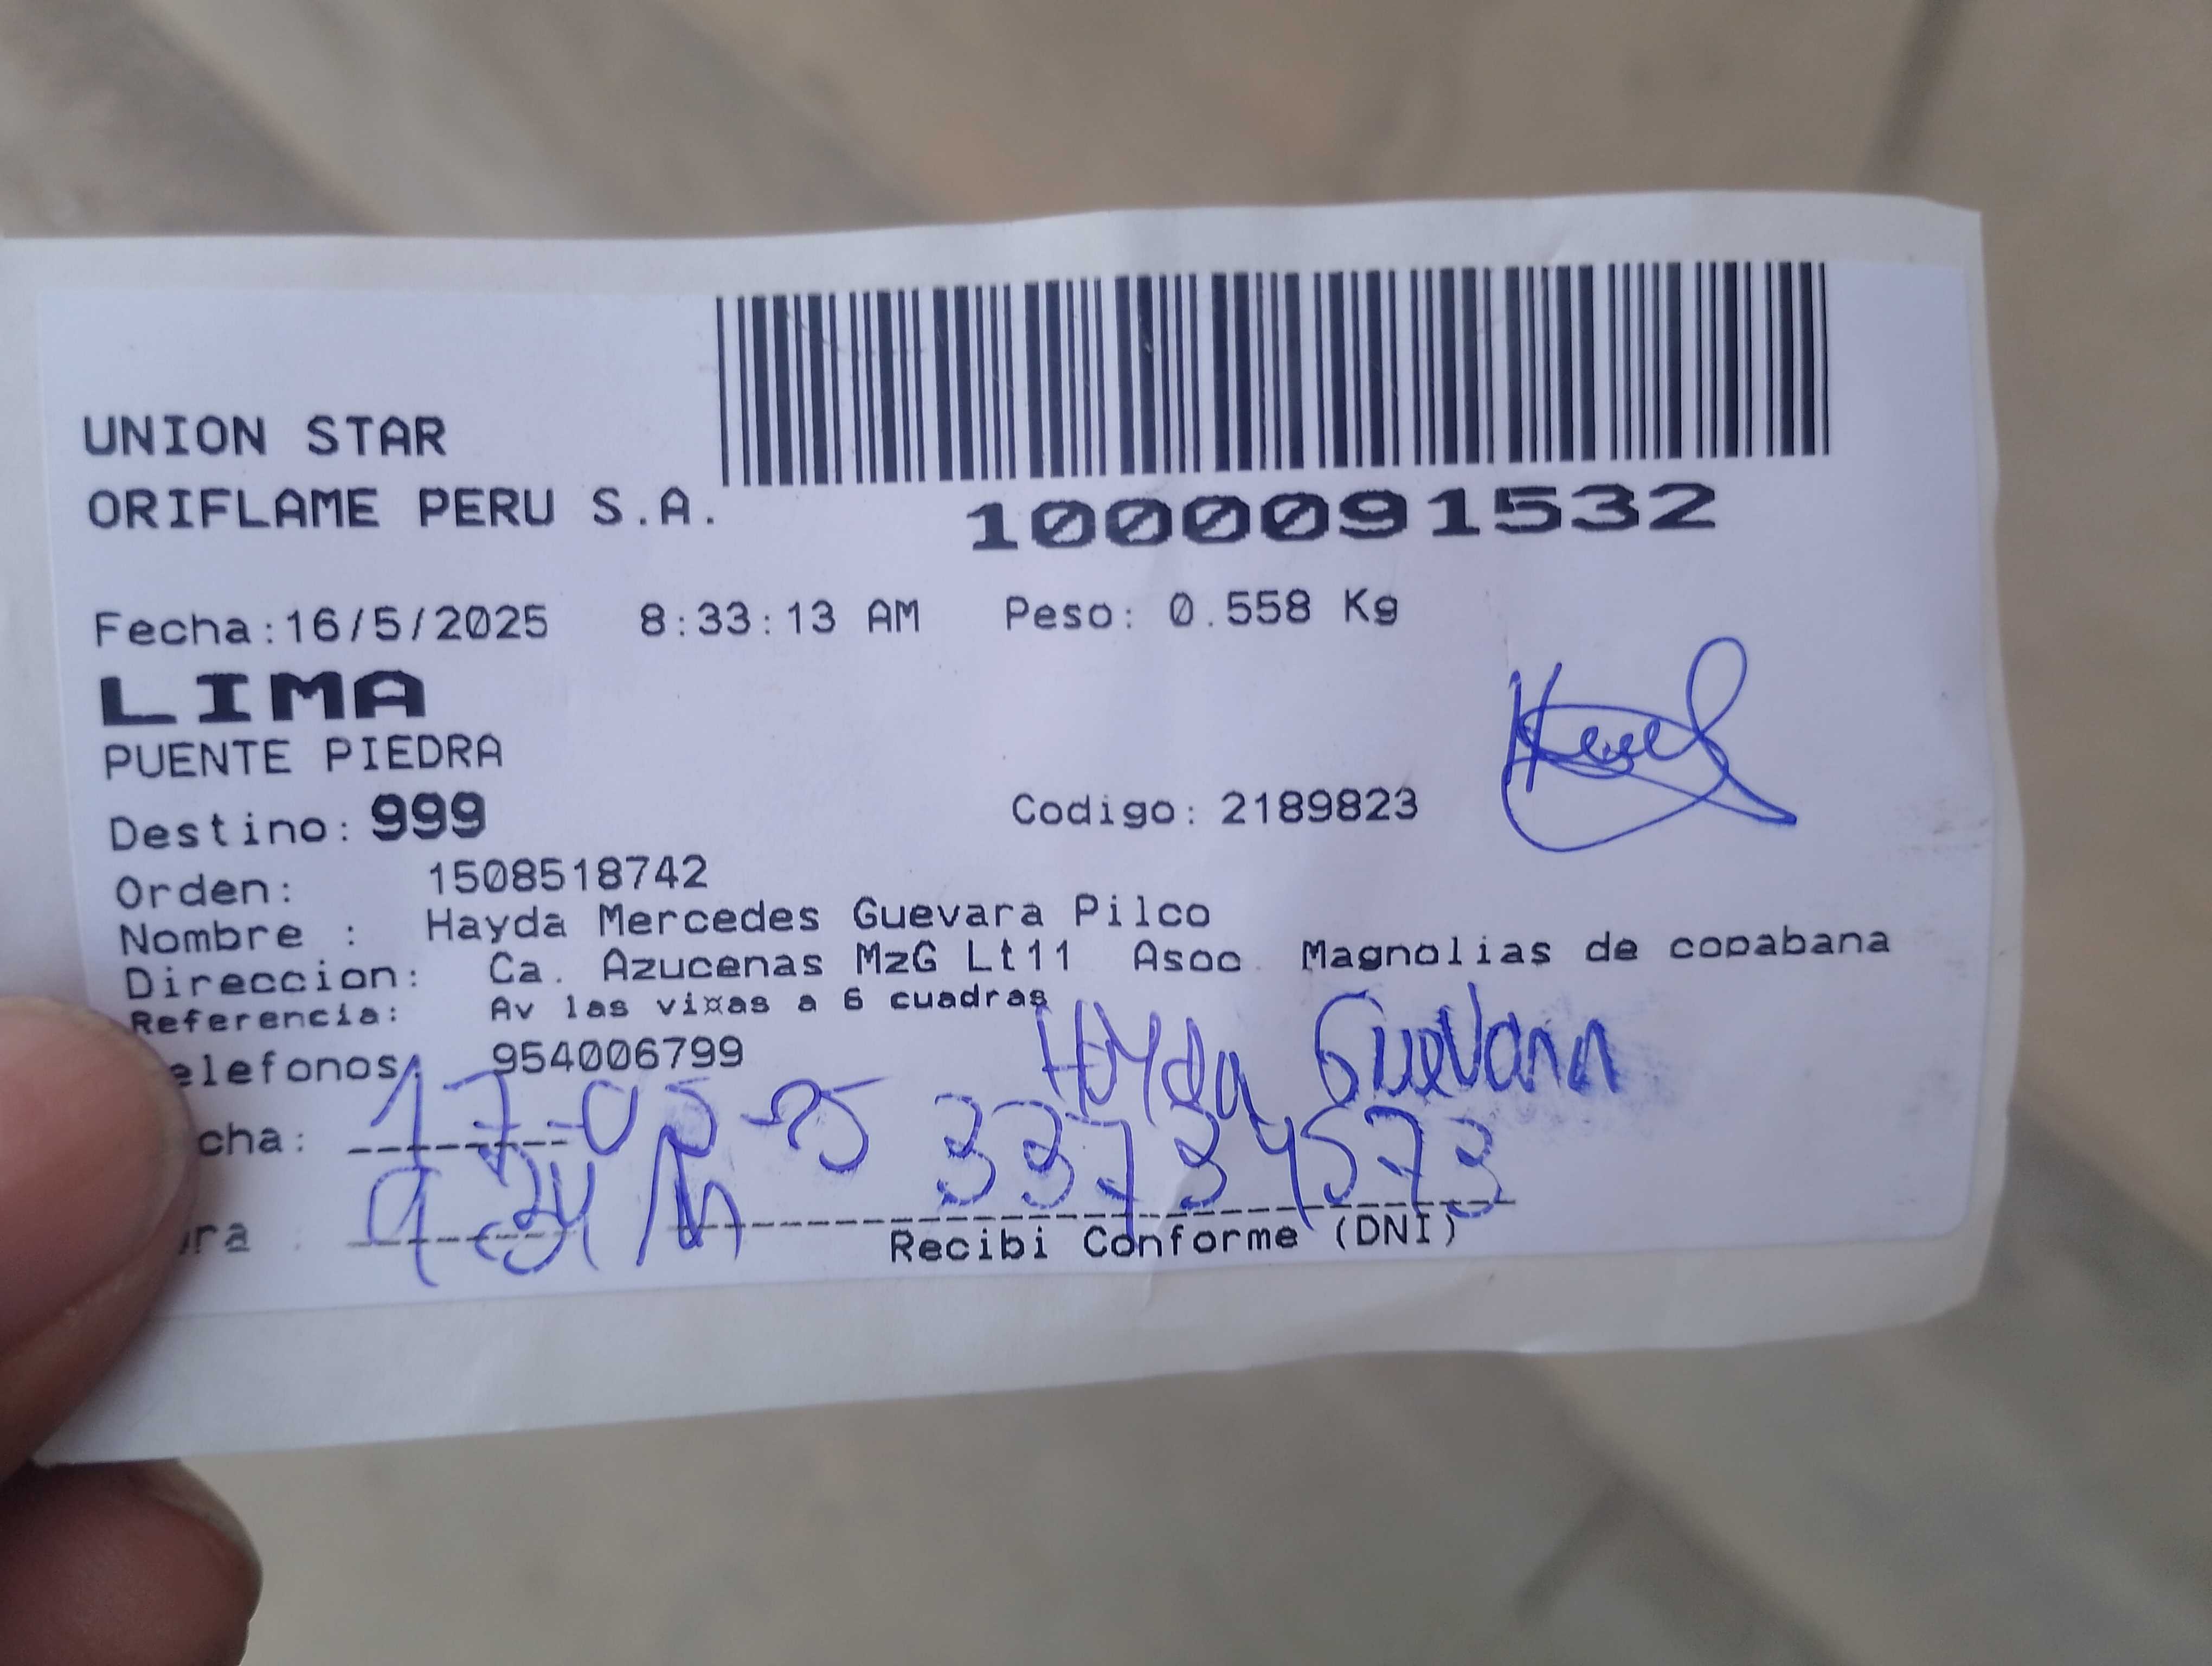 UNION STAR
ORIFLAME PERU S.A.
1000091532
Fecha:16/5/2025 8:33:13 AM Peso: 0.558 Kg
LIMA
PUENTE PIEDRA
Destino: 999 Codigo: 2189823
Orden: 1508518742
Nombre : Hayda Mercedes Guevara Pilco
Direccion: Ca. Azucenas MzG Lt11 Asoc. Magnolias de copabana
Referencia: Av las vi¤as a 6 cuadras
elefonos 954006799
Hayda Guevara
cha: 17-05-25 33734573
ora :
Recibi Conforme (DNI)